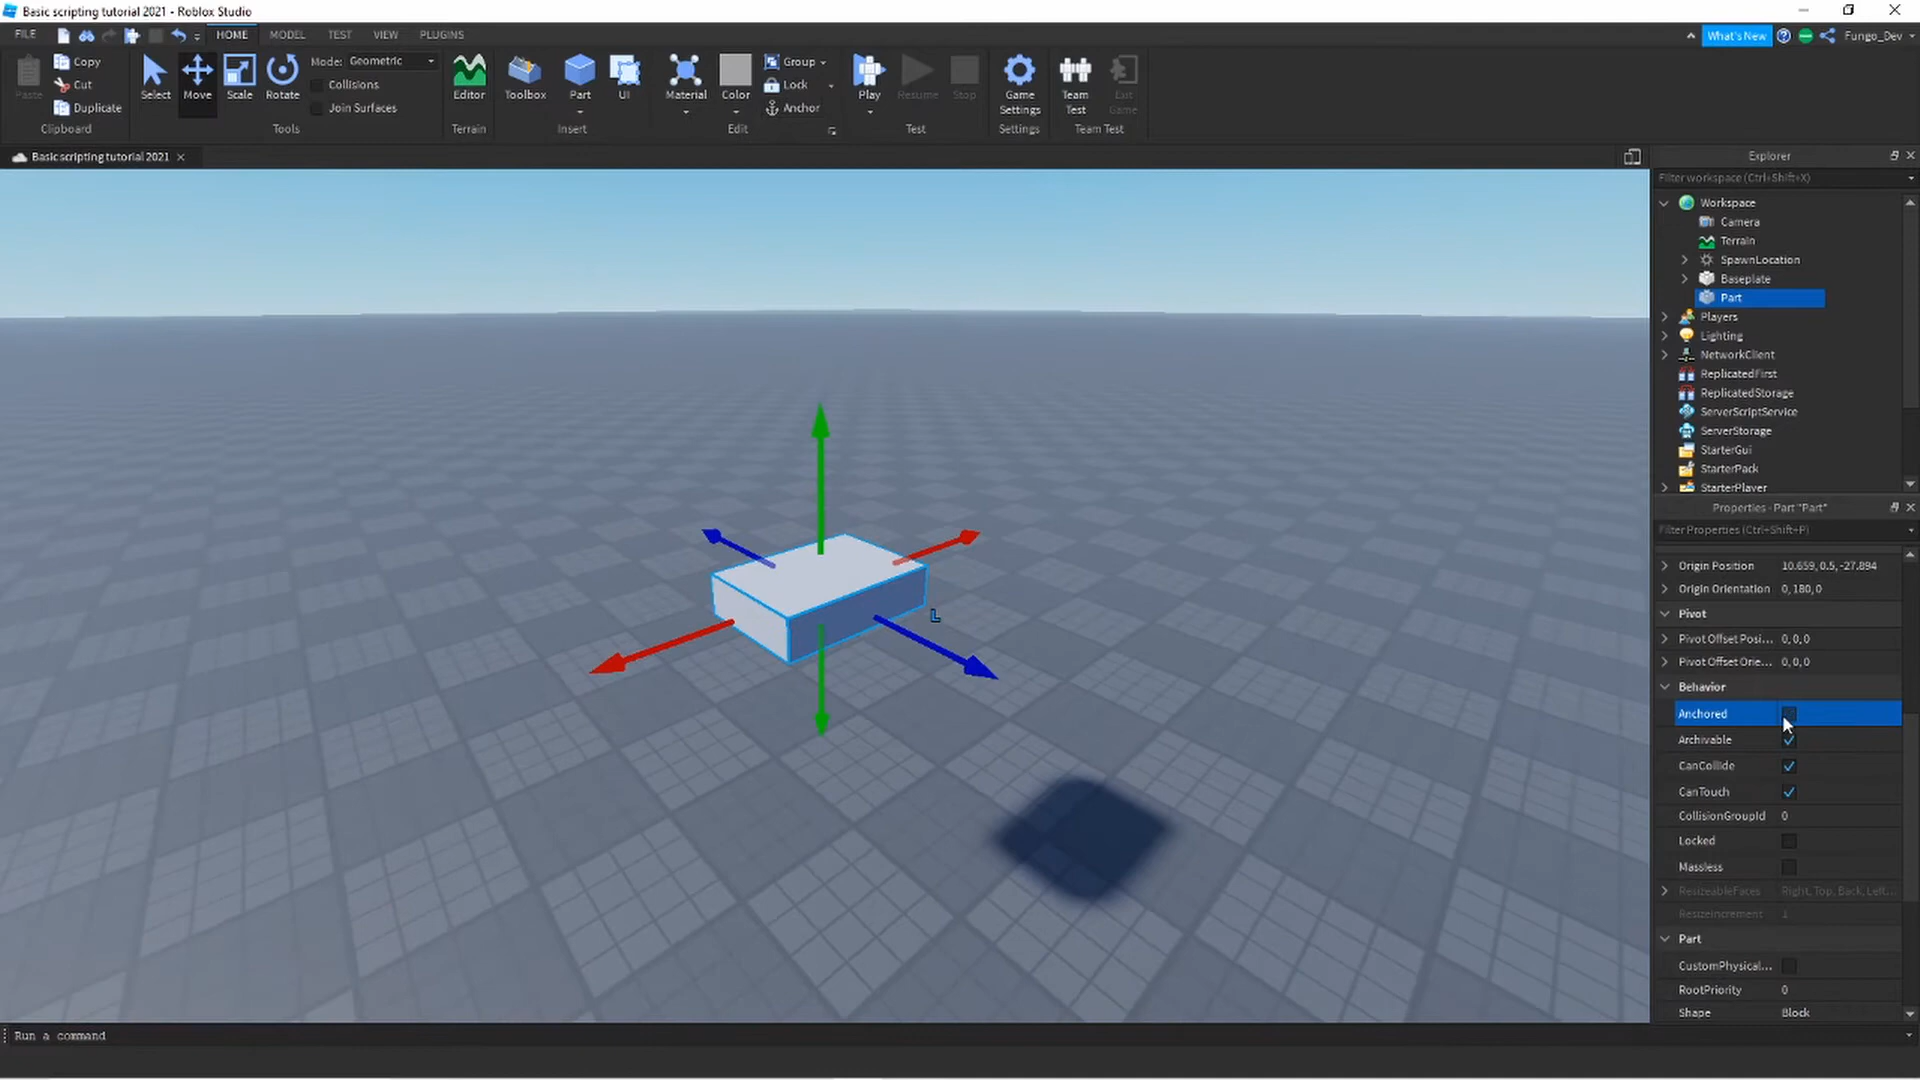 Basic scripting tutorial 2021 - Roblox Studio
FILE HOME MODEL TEST VIEW PLUGINS What's New Fungo_Dev
Paste Copy Cut Duplicate Clipboard
Select Move Scale Rotate Mode: Geometric Collisions Join Surfaces Tools
Editor Terrain
Toolbox Part UI Insert
Material Color Group Lock Anchor Edit
Play Resume Stop Test
Game Settings Settings
Team Test Exit Game Team Test
Basic scripting tutorial 2021
Explorer
Filter workspace (Ctrl+Shift+X)
Workspace
Camera
Terrain
SpawnLocation
Baseplate
Part
Players
Lighting
NetworkClient
ReplicatedFirst
ReplicatedStorage
ServerScriptService
ServerStorage
StarterGui
StarterPack
StarterPlayer
Properties - Part "Part"
Filter Properties (Ctrl+Shift+P)
Origin Position 10.659, 0.5, -27.894
Origin Orientation 0, 180, 0
Pivot
Pivot Offset Posi... 0, 0, 0
Pivot Offset Orie... 0, 0, 0
Behavior
Anchored
Archivable
CanCollide
CanTouch
CollisionGroupId 0
Locked
Massless
ResizeableFaces Right, Top, Back, Left...
ResizeIncrement 1
Part
CustomPhysical...
RootPriority 0
Shape Block
L
Run a command